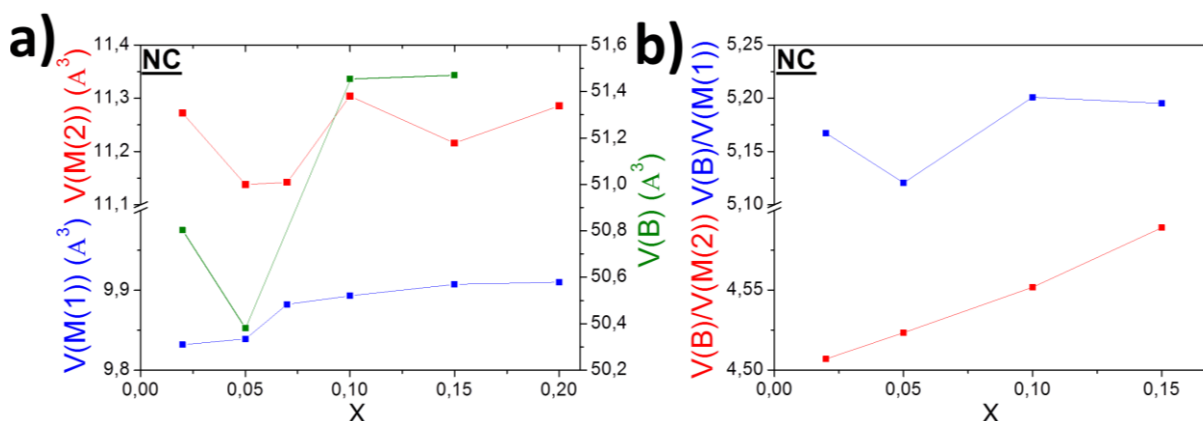 a)
NC
V(M(2)) (A³)
V(M(1)) (A³)
11,4
11,3
11,2
11,1
9,9
9,8
51,6
51,4
51,2
51,0
50,8
50,6
50,4
50,2
V(B) (A³)
0,00 0,05 0,10 0,15 0,20
X
b)
NC
V(B)/V(M(1))
V(B)/V(M(2))
5,25
5,20
5,15
5,10
4,55
4,50
0,00 0,05 0,10 0,15
X